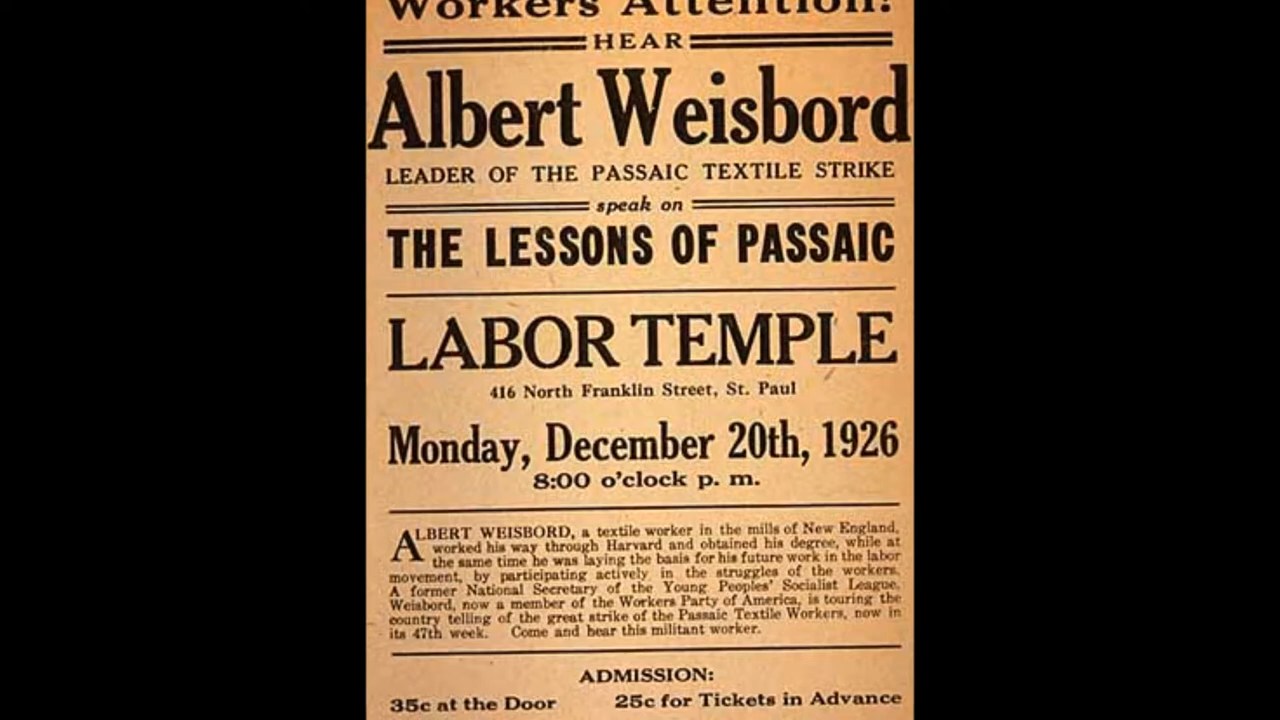 Workers Attention!
HEAR
Albert Weisbord
LEADER OF THE PASSAIC TEXTILE STRIKE
speak on
THE LESSONS OF PASSAIC
LABOR TEMPLE
416 North Franklin Street, St. Paul
Monday, December 20th, 1926
8:00 o'clock p. m.
ALBERT WEISBORD, a textile worker in the mills of New England,
worked his way through Harvard and obtained his degree, while at
the same time he was laying the basis for his future work in the labor
movement, by participating actively in the struggles of the workers.
A former National Secretary of the Young Peoples' Socialist League,
Weisbord, now a member of the Workers Party of America, is touring the
country telling of the great strike of the Passaic Textile Workers, now in
its 47th week. Come and hear this militant worker.
ADMISSION:
35c at the Door 25c for Tickets in Advance